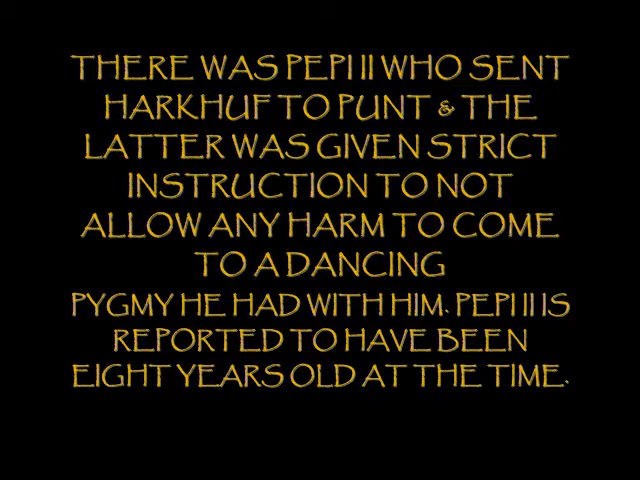 THERE WAS PEPI II WHO SENT
HARKHUF TO PUNT & THE
LATTER WAS GIVEN STRICT
INSTRUCTION TO NOT
ALLOW ANY HARM TO COME
TO A DANCING
PYGMY HE HAD WITH HIM. PEPI II IS
REPORTED TO HAVE BEEN
EIGHT YEARS OLD AT THE TIME.